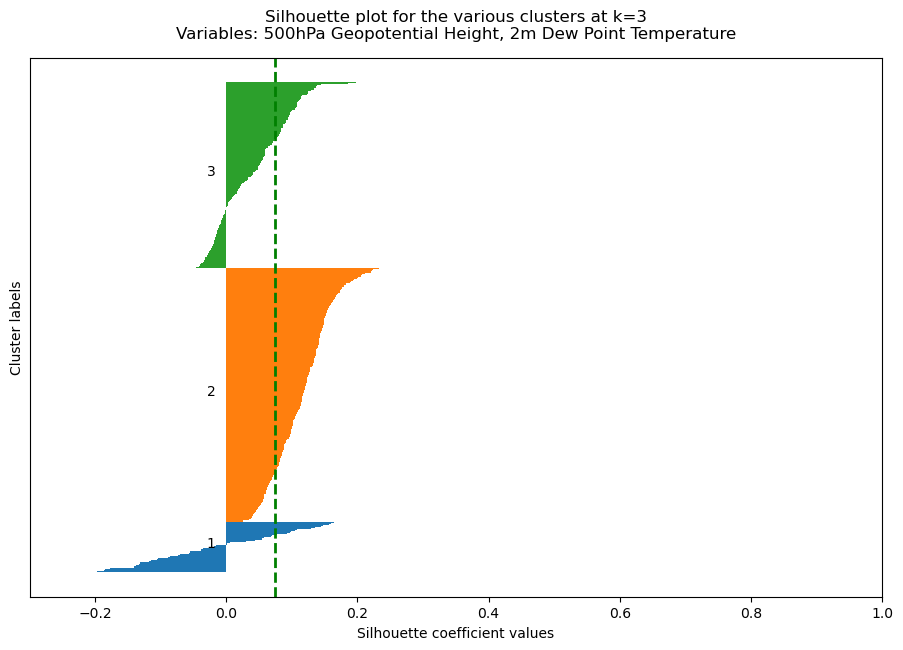 Silhouette plot for the various clusters at k=3
Variables: 500hPa Geopotential Height, 2m Dew Point Temperature
Cluster labels
3
2
1
−0.2 0.0 0.2 0.4 0.6 0.8 1.0
Silhouette coefficient values